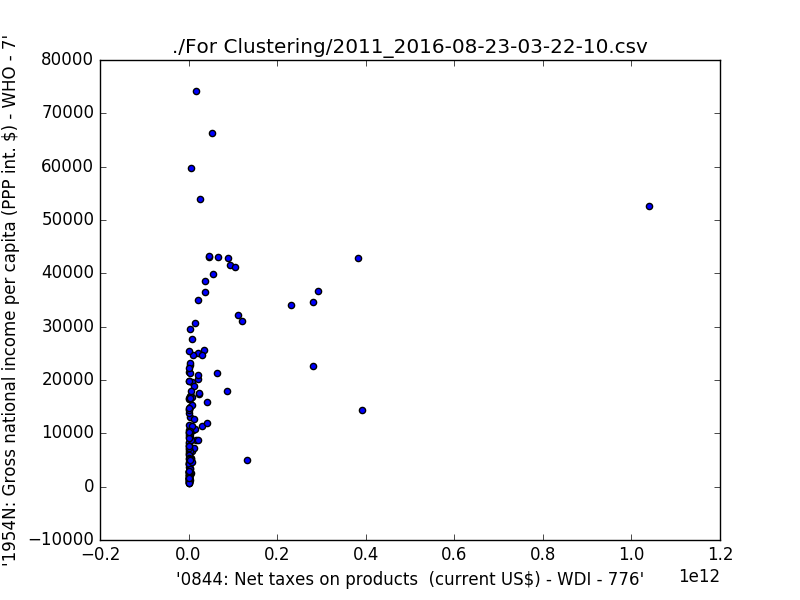 ./For Clustering/2011_2016-08-23-03-22-10.csv
'1954N: Gross national income per capita (PPP int. $) - WHO - 7'
80000
70000
60000
50000
40000
30000
20000
10000
0
−10000
−0.2 0.0 0.2 0.4 0.6 0.8 1.0 1.2
1e12
'0844: Net taxes on products (current US$) - WDI - 776'